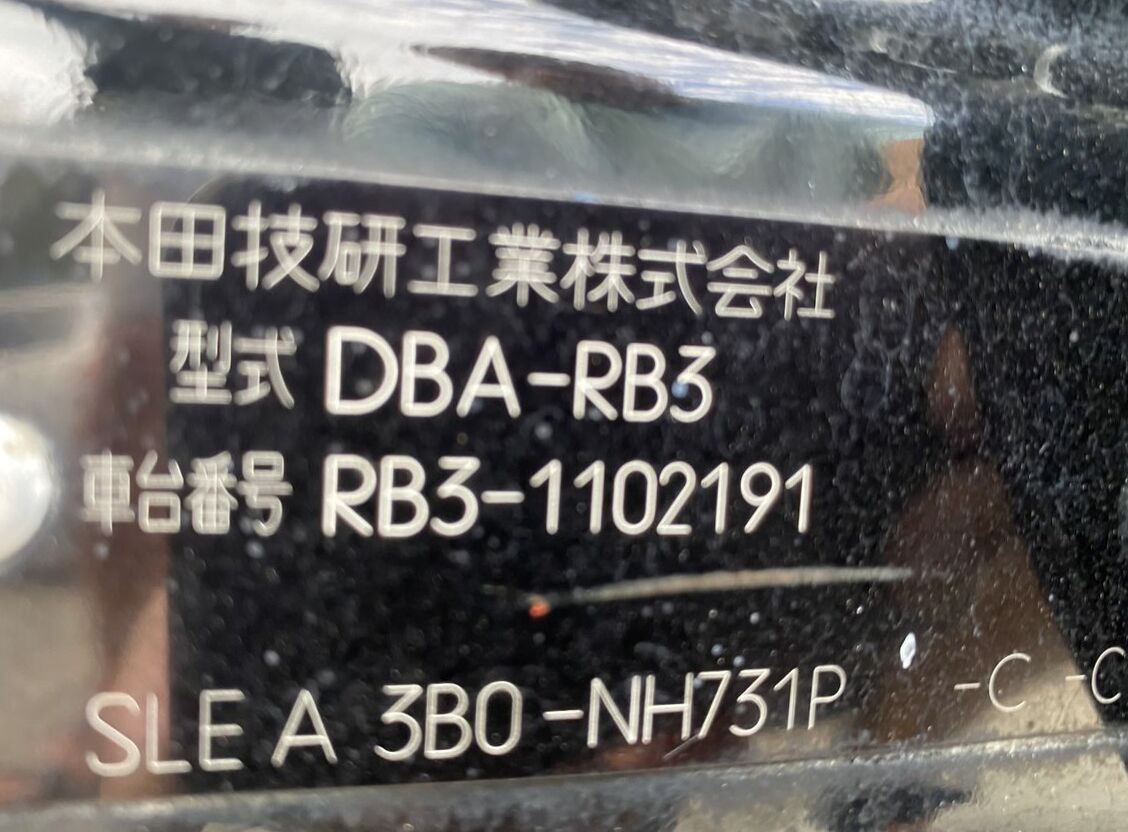 本田技研工業株式会社
型式 DBA-RB3
車台番号 RB3-1102191
SLE A 3B0 -NH731P -C -C